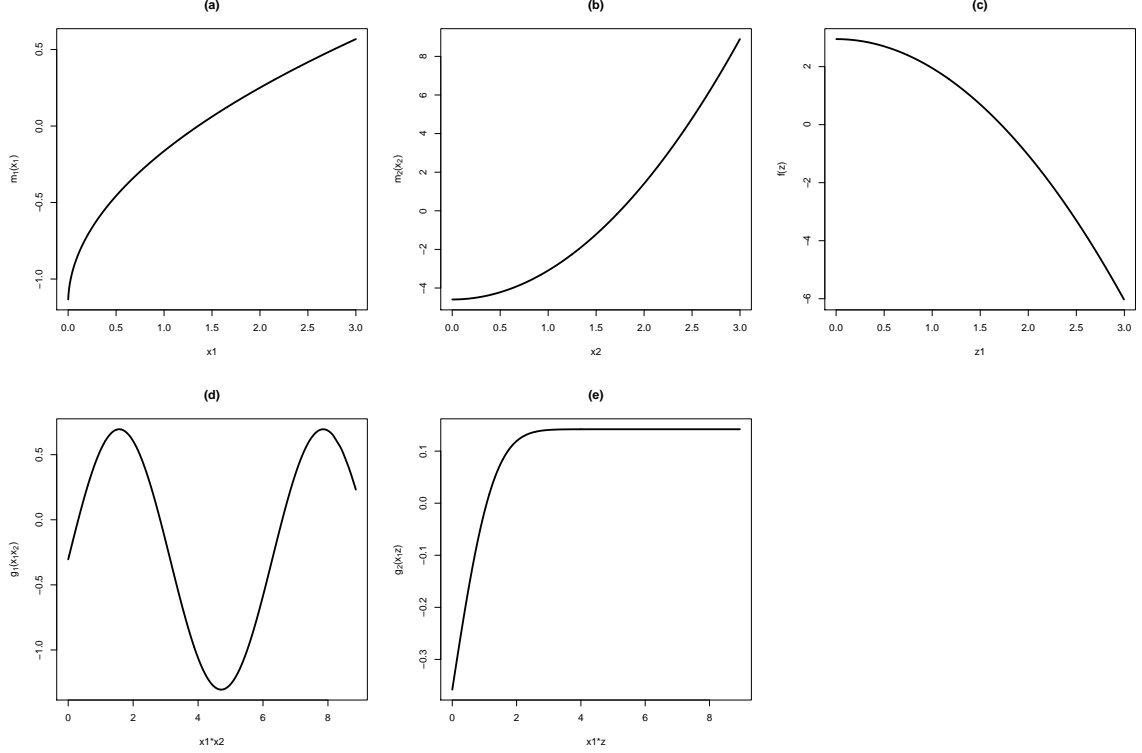 (a)
m1(x1)
0.5
0.0
−0.5
−1.0
0.0 0.5 1.0 1.5 2.0 2.5 3.0
x1
(b)
m2(x2)
8
6
4
2
0
−2
−4
0.0 0.5 1.0 1.5 2.0 2.5 3.0
x2
(c)
f(z)
2
0
−2
−4
−6
0.0 0.5 1.0 1.5 2.0 2.5 3.0
z1
(d)
g1(x1x2)
0.5
0.0
−0.5
−1.0
0 2 4 6 8
x1*x2
(e)
g2(x1z)
0.1
0.0
−0.1
−0.2
−0.3
0 2 4 6 8
x1*z